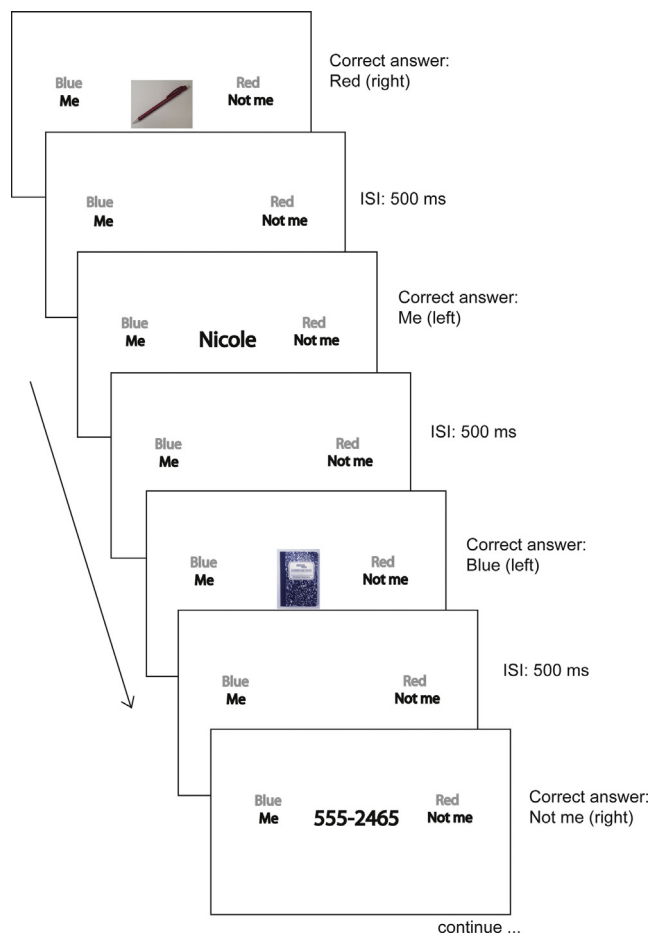 Correct answer:
Red (right)
Blue
Red
Me
Not me
ISI: 500 ms
Blue
Red
Me
Not me
Correct answer:
Me (left)
Blue
Red
Me
Nicole
Not me
ISI: 500 ms
Blue
Red
Me
Not me
Correct answer:
Blue (left)
Blue
Red
Me
Not me
ISI: 500 ms
Blue
Red
Me
Not me
Correct answer:
Not me (right)
Blue
Red
Me
555-2465
Not me
continue ...